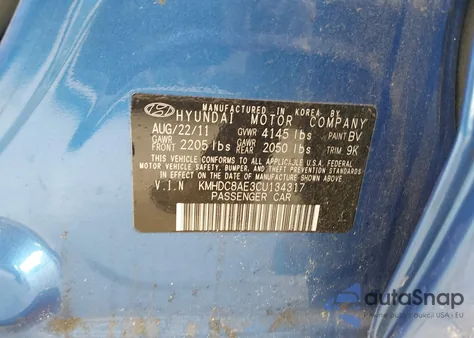 MANUFACTURED IN KOREA BY
HYUNDAI MOTOR COMPANY
AUG/22/11 GVWR 4145 lbs PAINT BV
GAWR FRONT 2205 lbs GAWR REAR 2050 lbs TRIM 9K
THIS VEHICLE CONFORMS TO ALL APPLICABLE U.S.A. FEDERAL
MOTOR VEHICLE SAFETY, BUMPER, AND THEFT PREVENTION
STANDARDS IN EFFECT ON THE DATE OF MANUFACTURE SHOWN ABOVE.
V.I.N KMHDC8AE3CU134317
PASSENGER CAR
autoSnap